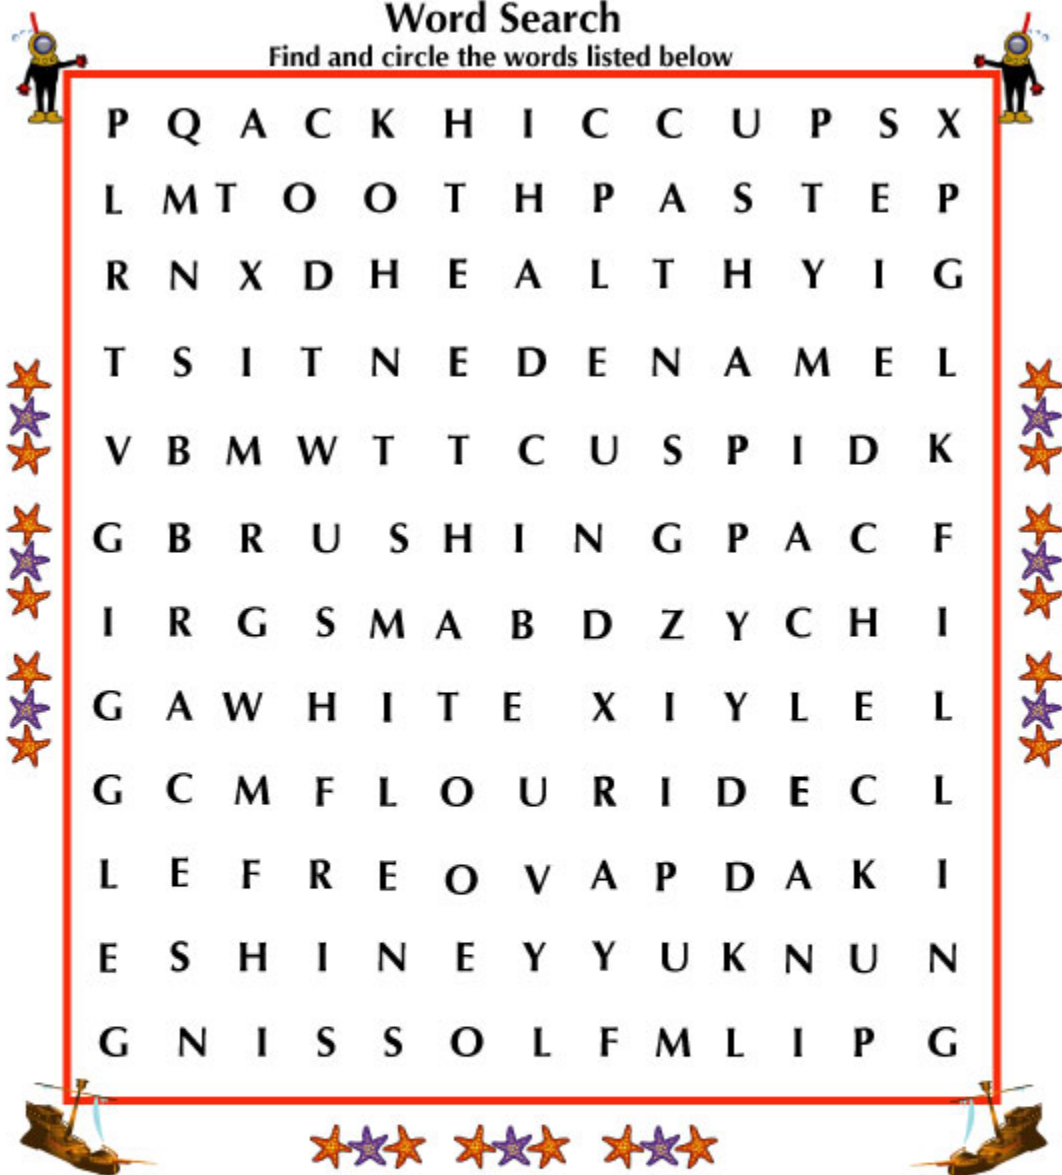 Word Search
Find and circle the words listed below
P Q A C K H I C C U P S X
L M T O O T H P A S T E P
R N X D H E A L T H Y I G
T S I T N E D E N A M E L
V B M W T T C U S P I D K
G B R U S H I N G P A C F
I R G S M A B D Z Y C H I
G A W H I T E X I Y L E L
G C M F L O U R I D E C L
L E F R E O V A P D A K I
E S H I N E Y Y U K N U N
G N I S S O L F M L I P G